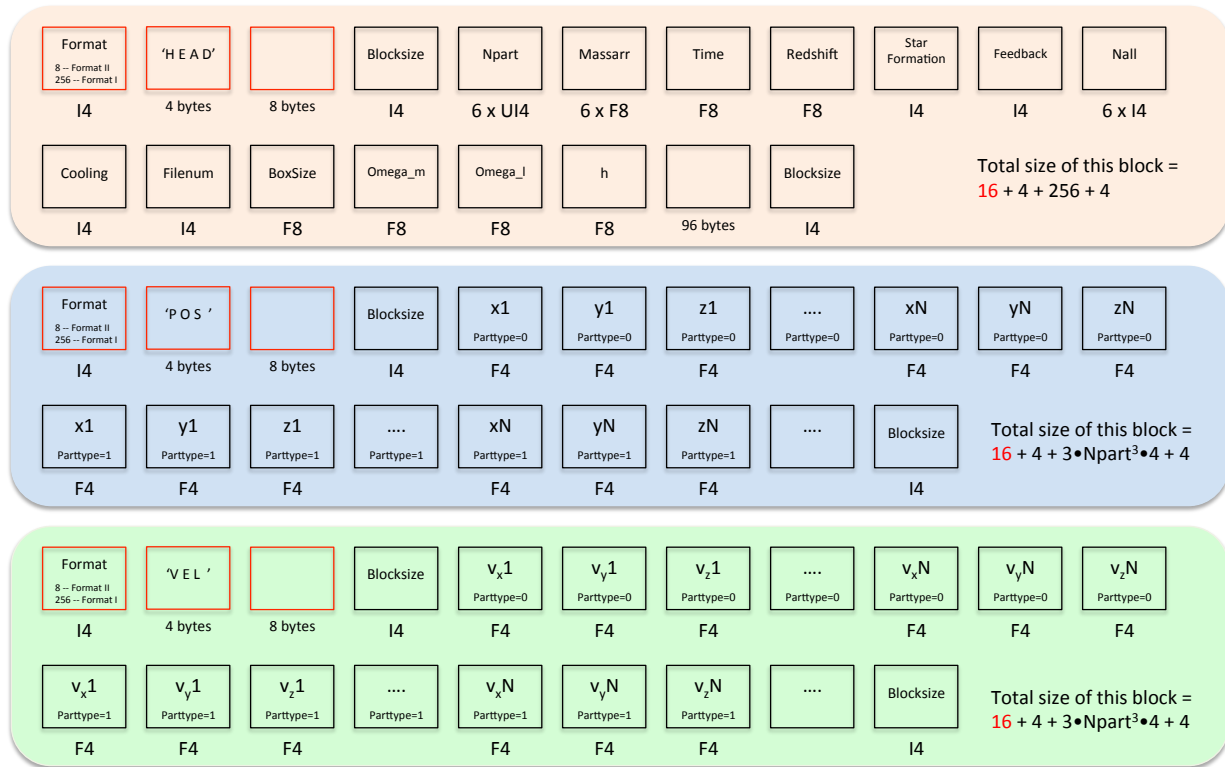 Format
8 -- Format II
256 -- Format I
'H E A D'
Blocksize
Npart
Massarr
Time
Redshift
Star
Formation
Feedback
Nall
I4
4 bytes
8 bytes
I4
6 x UI4
6 x F8
F8
F8
I4
I4
6 x I4
Cooling
Filenum
BoxSize
Omega_m
Omega_l
h
Blocksize
I4
I4
F8
F8
F8
F8
96 bytes
I4
Total size of this block =
16 + 4 + 256 + 4
Format
8 -- Format II
256 -- Format I
'P O S '
Blocksize
x1
Parttype=0
y1
Parttype=0
z1
Parttype=0
....
Parttype=0
xN
Parttype=0
yN
Parttype=0
zN
Parttype=0
I4
4 bytes
8 bytes
I4
F4
F4
F4
F4
F4
F4
x1
Parttype=1
y1
Parttype=1
z1
Parttype=1
....
Parttype=1
xN
Parttype=1
yN
Parttype=1
zN
Parttype=1
....
Blocksize
F4
F4
F4
F4
F4
F4
I4
Total size of this block =
16 + 4 + 3•Npart³•4 + 4
Format
8 -- Format II
256 -- Format I
'V E L '
Blocksize
vₓ1
Parttype=0
v_y1
Parttype=0
v_z1
Parttype=0
....
Parttype=0
vₓN
Parttype=0
v_yN
Parttype=0
v_zN
Parttype=0
I4
4 bytes
8 bytes
I4
F4
F4
F4
F4
F4
F4
vₓ1
Parttype=1
v_y1
Parttype=1
v_z1
Parttype=1
....
Parttype=1
vₓN
Parttype=1
v_yN
Parttype=1
v_zN
Parttype=1
....
Blocksize
F4
F4
F4
F4
F4
F4
I4
Total size of this block =
16 + 4 + 3•Npart³•4 + 4